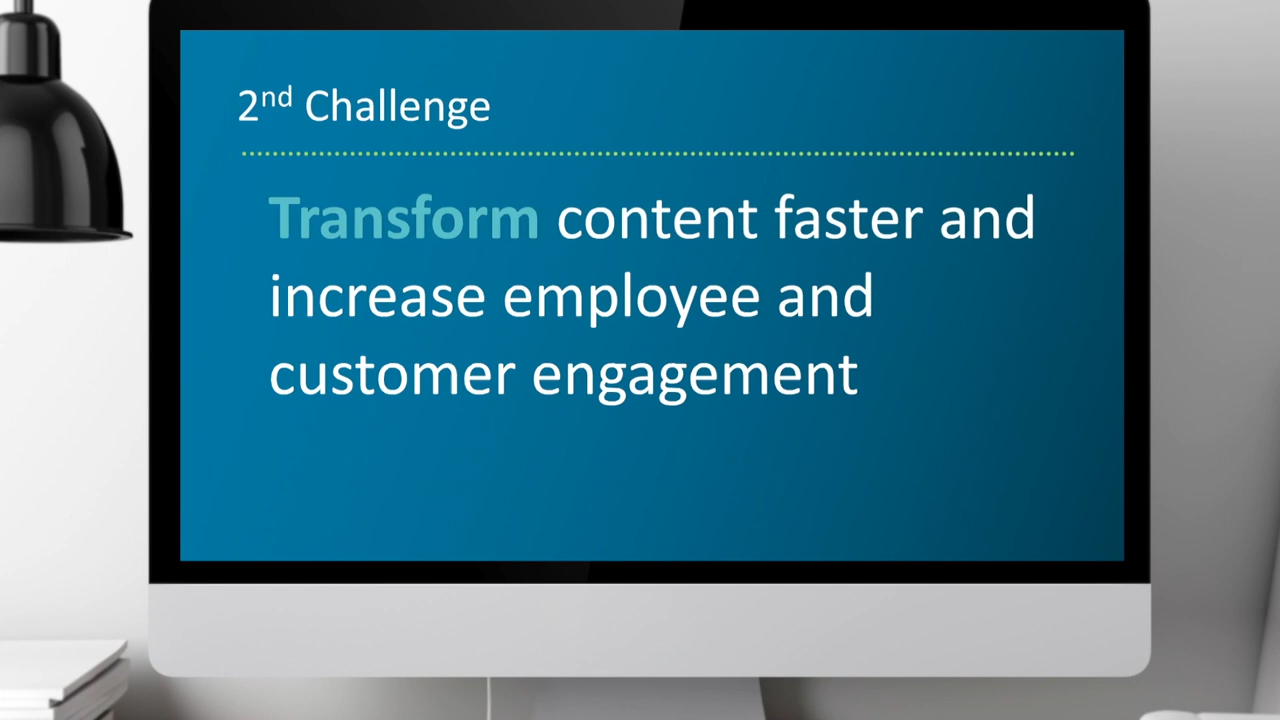 2nd Challenge
Transform content faster and
increase employee and
customer engagement